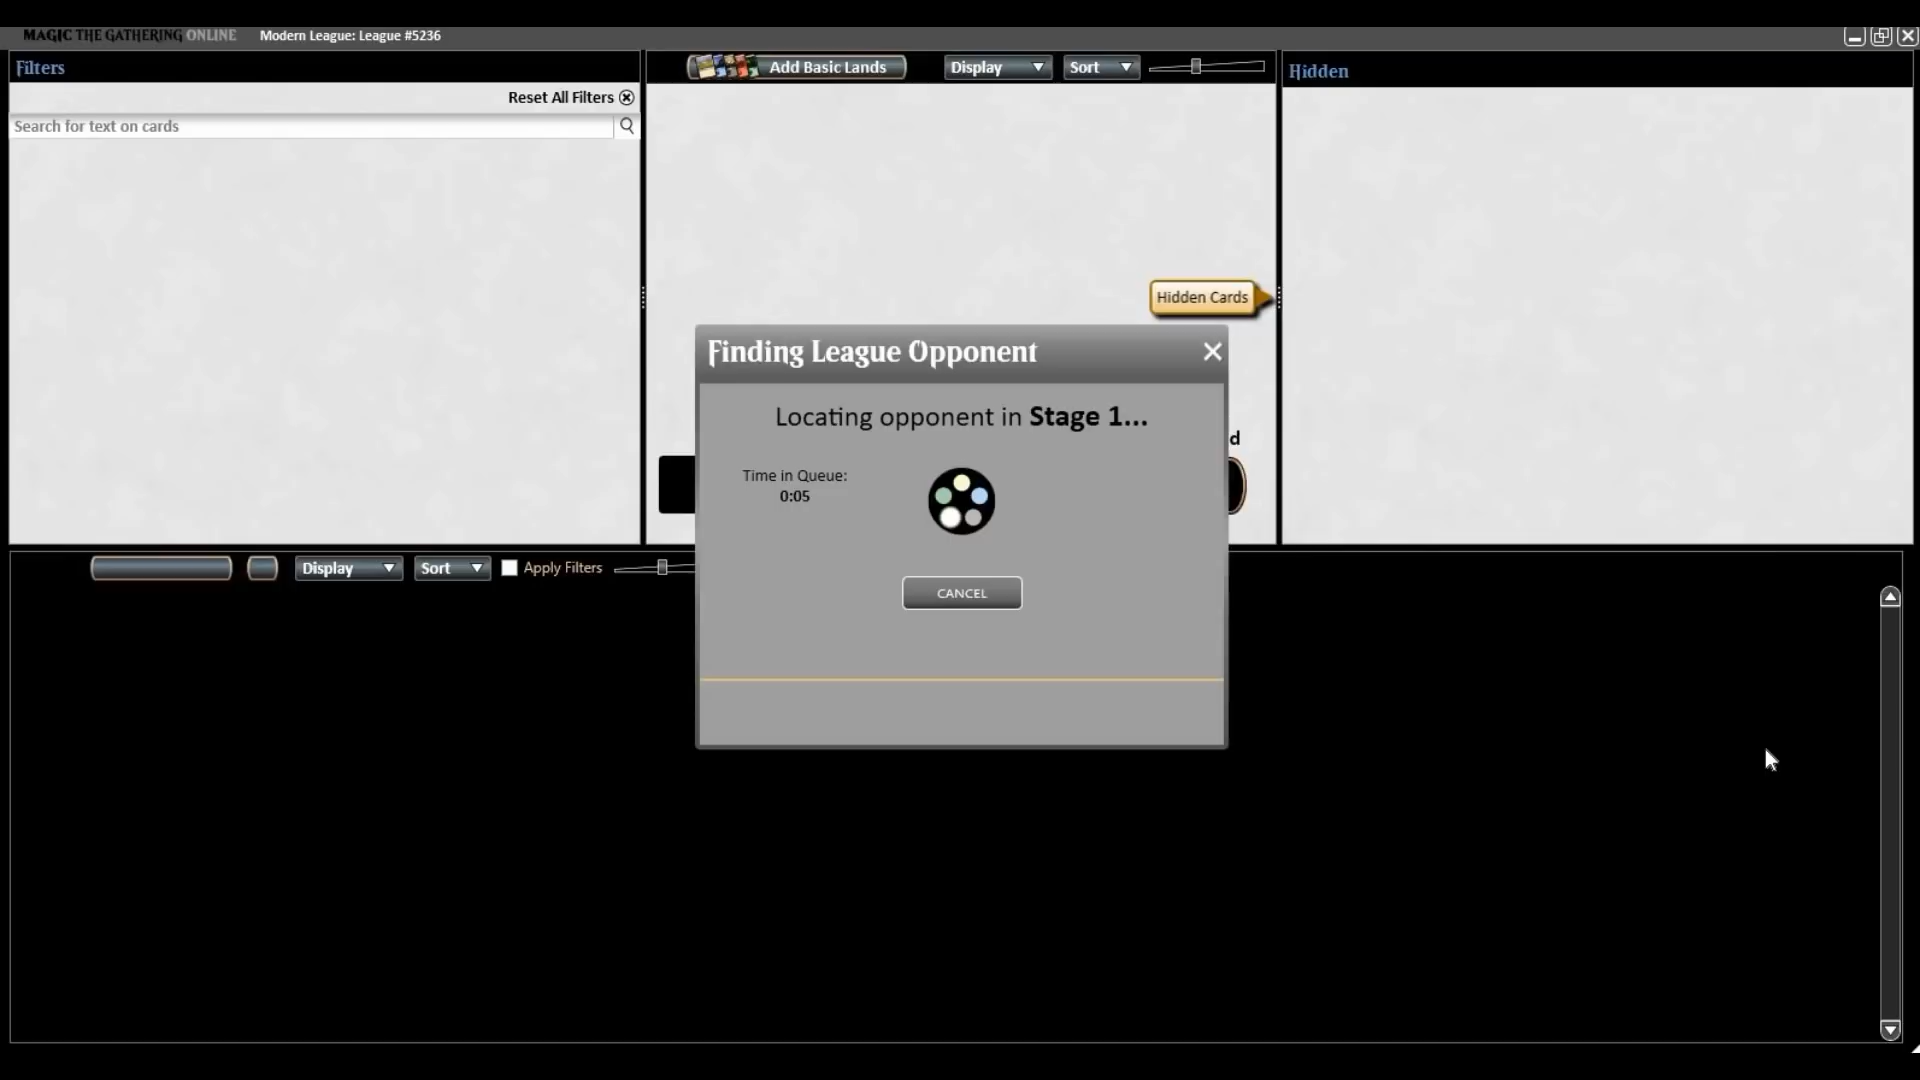 MAGIC THE GATHERING ONLINE Modern League: League #5236
Filters
Reset All Filters
Search for text on cards
Add Basic Lands Display Sort
Hidden
Hidden Cards
Finding League Opponent
Locating opponent in Stage 1...
Time in Queue:
0:05
CANCEL
d
Display Sort Apply Filters